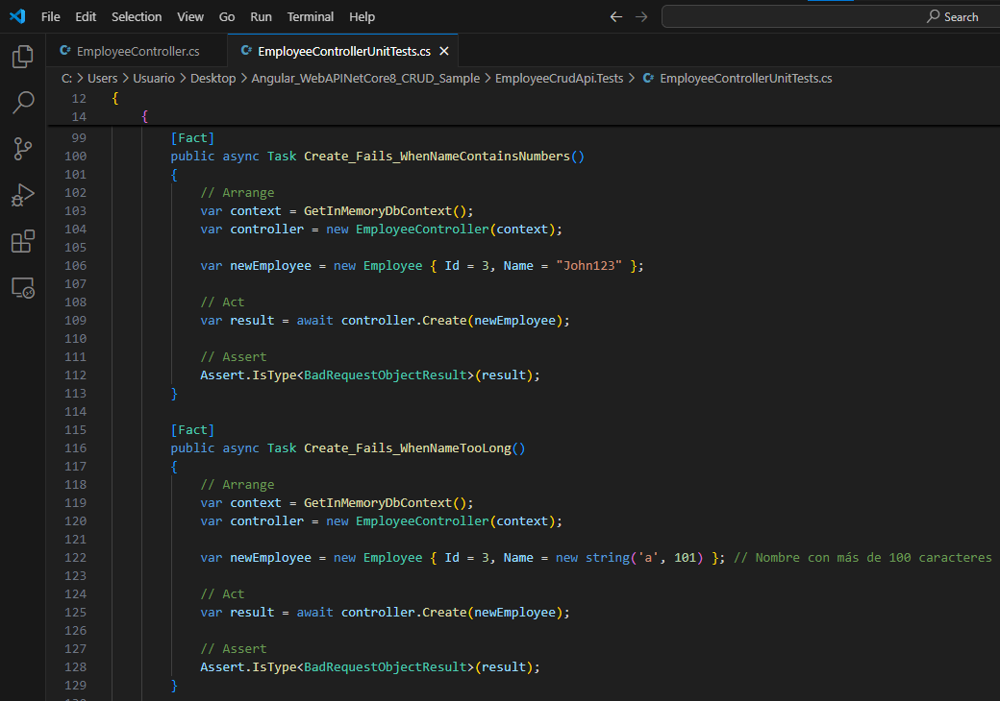 File Edit Selection View Go Run Terminal Help Search
EmployeeController.cs EmployeeControllerUnitTests.cs
C: > Users > Usuario > Desktop > Angular_WebAPINetCore8_CRUD_Sample > EmployeeCrudApi.Tests > EmployeeControllerUnitTests.cs
12 {
14 {
99 [Fact]
100 public async Task Create_Fails_WhenNameContainsNumbers()
101 {
102 // Arrange
103 var context = GetInMemoryDbContext();
104 var controller = new EmployeeController(context);
105
106 var newEmployee = new Employee { Id = 3, Name = "John123" };
107
108 // Act
109 var result = await controller.Create(newEmployee);
110
111 // Assert
112 Assert.IsType<BadRequestObjectResult>(result);
113 }
114
115 [Fact]
116 public async Task Create_Fails_WhenNameTooLong()
117 {
118 // Arrange
119 var context = GetInMemoryDbContext();
120 var controller = new EmployeeController(context);
121
122 var newEmployee = new Employee { Id = 3, Name = new string('a', 101) }; // Nombre con más de 100 caracteres
123
124 // Act
125 var result = await controller.Create(newEmployee);
126
127 // Assert
128 Assert.IsType<BadRequestObjectResult>(result);
129 }